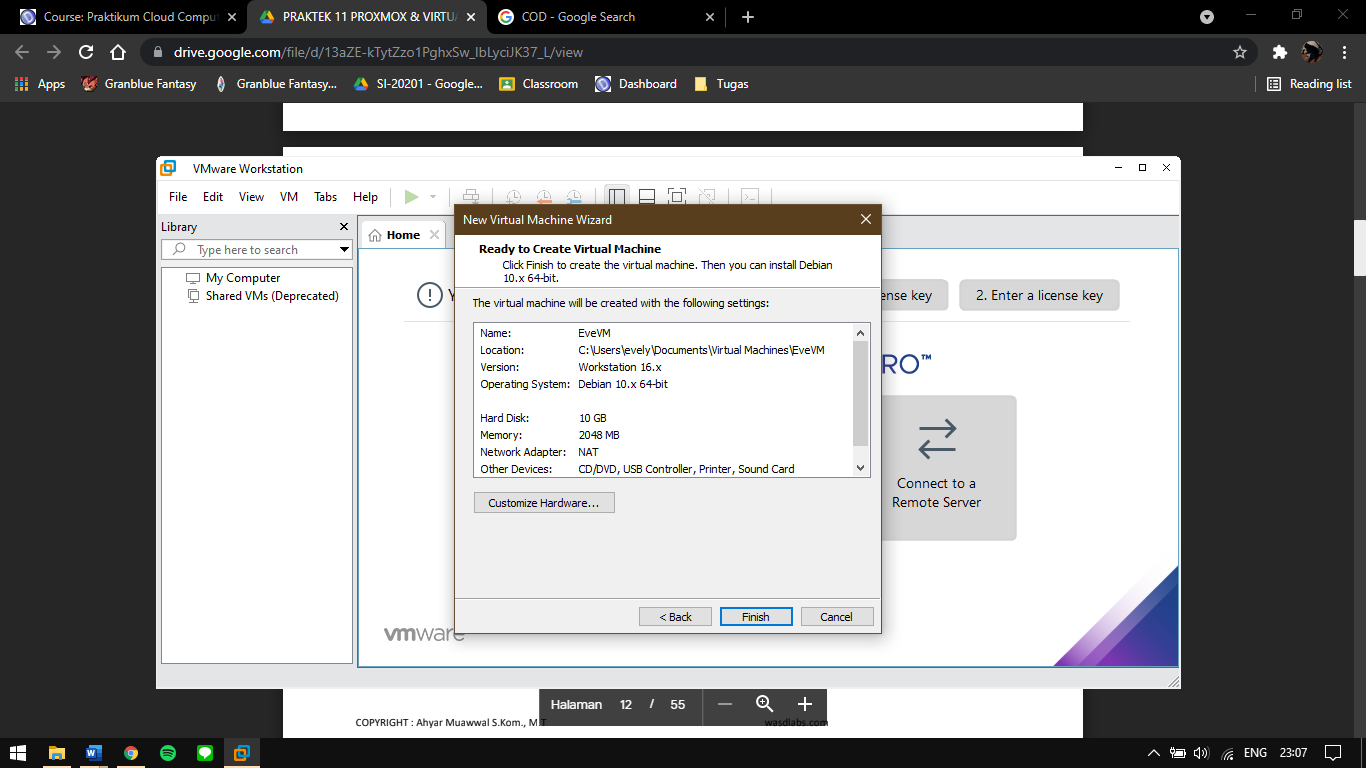 Course: Praktikum Cloud Compu
PRAKTEK 11 PROXMOX & VIRTU
COD - Google Search
drive.google.com/file/d/13aZE-kTytZzo1PghxSw_lbLyciJK37_L/view
Apps
Granblue Fantasy
Granblue Fantasy...
SI-20201 - Google...
Classroom
Dashboard
Tugas
Reading list
VMware Workstation
File Edit View VM Tabs Help
Library
Type here to search
My Computer
Shared VMs (Deprecated)
Home
ense key
2. Enter a license key
RO™
Connect to a
Remote Server
New Virtual Machine Wizard
Ready to Create Virtual Machine
Click Finish to create the virtual machine. Then you can install Debian
10.x 64-bit.
The virtual machine will be created with the following settings:
Name: EveVM
Location: C:\Users\evely\Documents\Virtual Machines\EveVM
Version: Workstation 16.x
Operating System: Debian 10.x 64-bit
Hard Disk: 10 GB
Memory: 2048 MB
Network Adapter: NAT
Other Devices: CD/DVD, USB Controller, Printer, Sound Card
Customize Hardware...
< Back
Finish
Cancel
vmware
Halaman 12 / 55
COPYRIGHT : Ahyar Muawwal S.Kom., M.T
wasdlabs.com
ENG 23:07